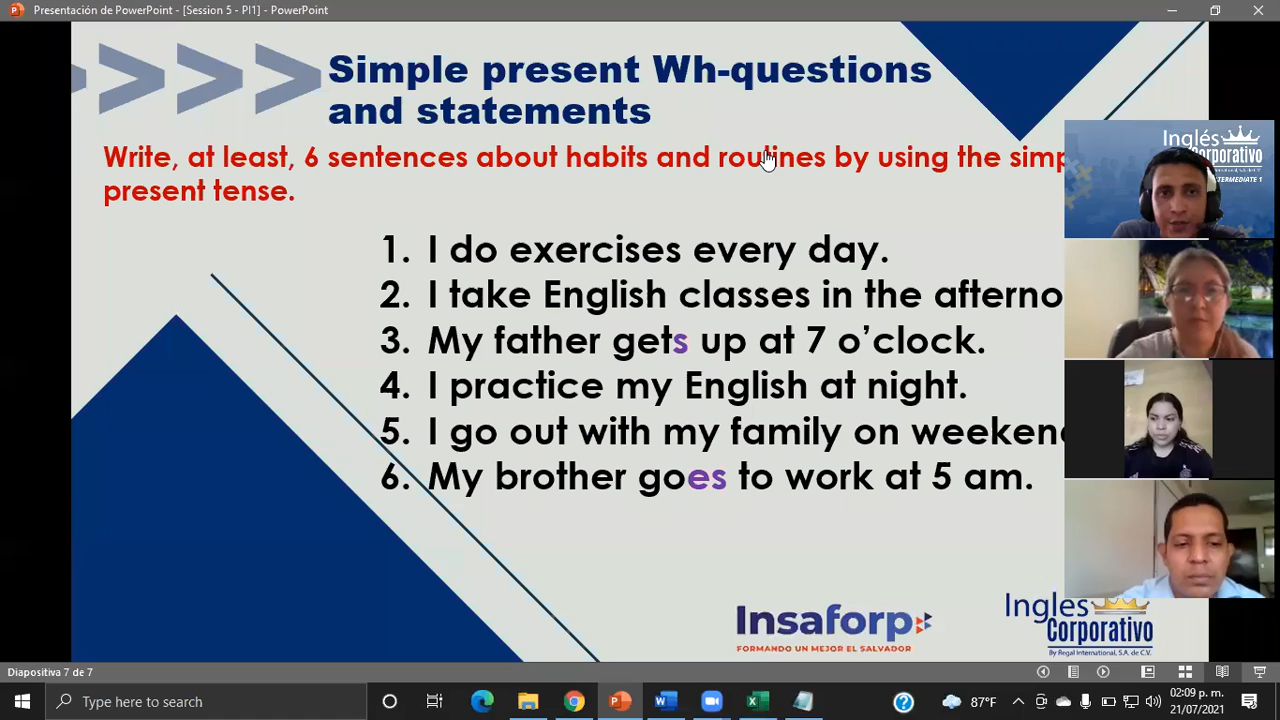 Presentación de PowerPoint - [Session 5 - PI1] - PowerPoint
Simple present Wh-questions
and statements
Write, at least, 6 sentences about habits and routines by using the simp
present tense.
1. I do exercises every day.
2. I take English classes in the afterno
3. My father gets up at 7 o’clock.
4. I practice my English at night.
5. I go out with my family on weekend
6. My brother goes to work at 5 am.
Inglés
Corporativo
INTERMEDIATE 1
Insaforp
FORMANDO UN MEJOR EL SALVADOR
Ingles
Corporativo
By Regal International, S.A. de C.V.
Diapositiva 7 de 7
Type here to search
87°F
02:09 p. m.
21/07/2021